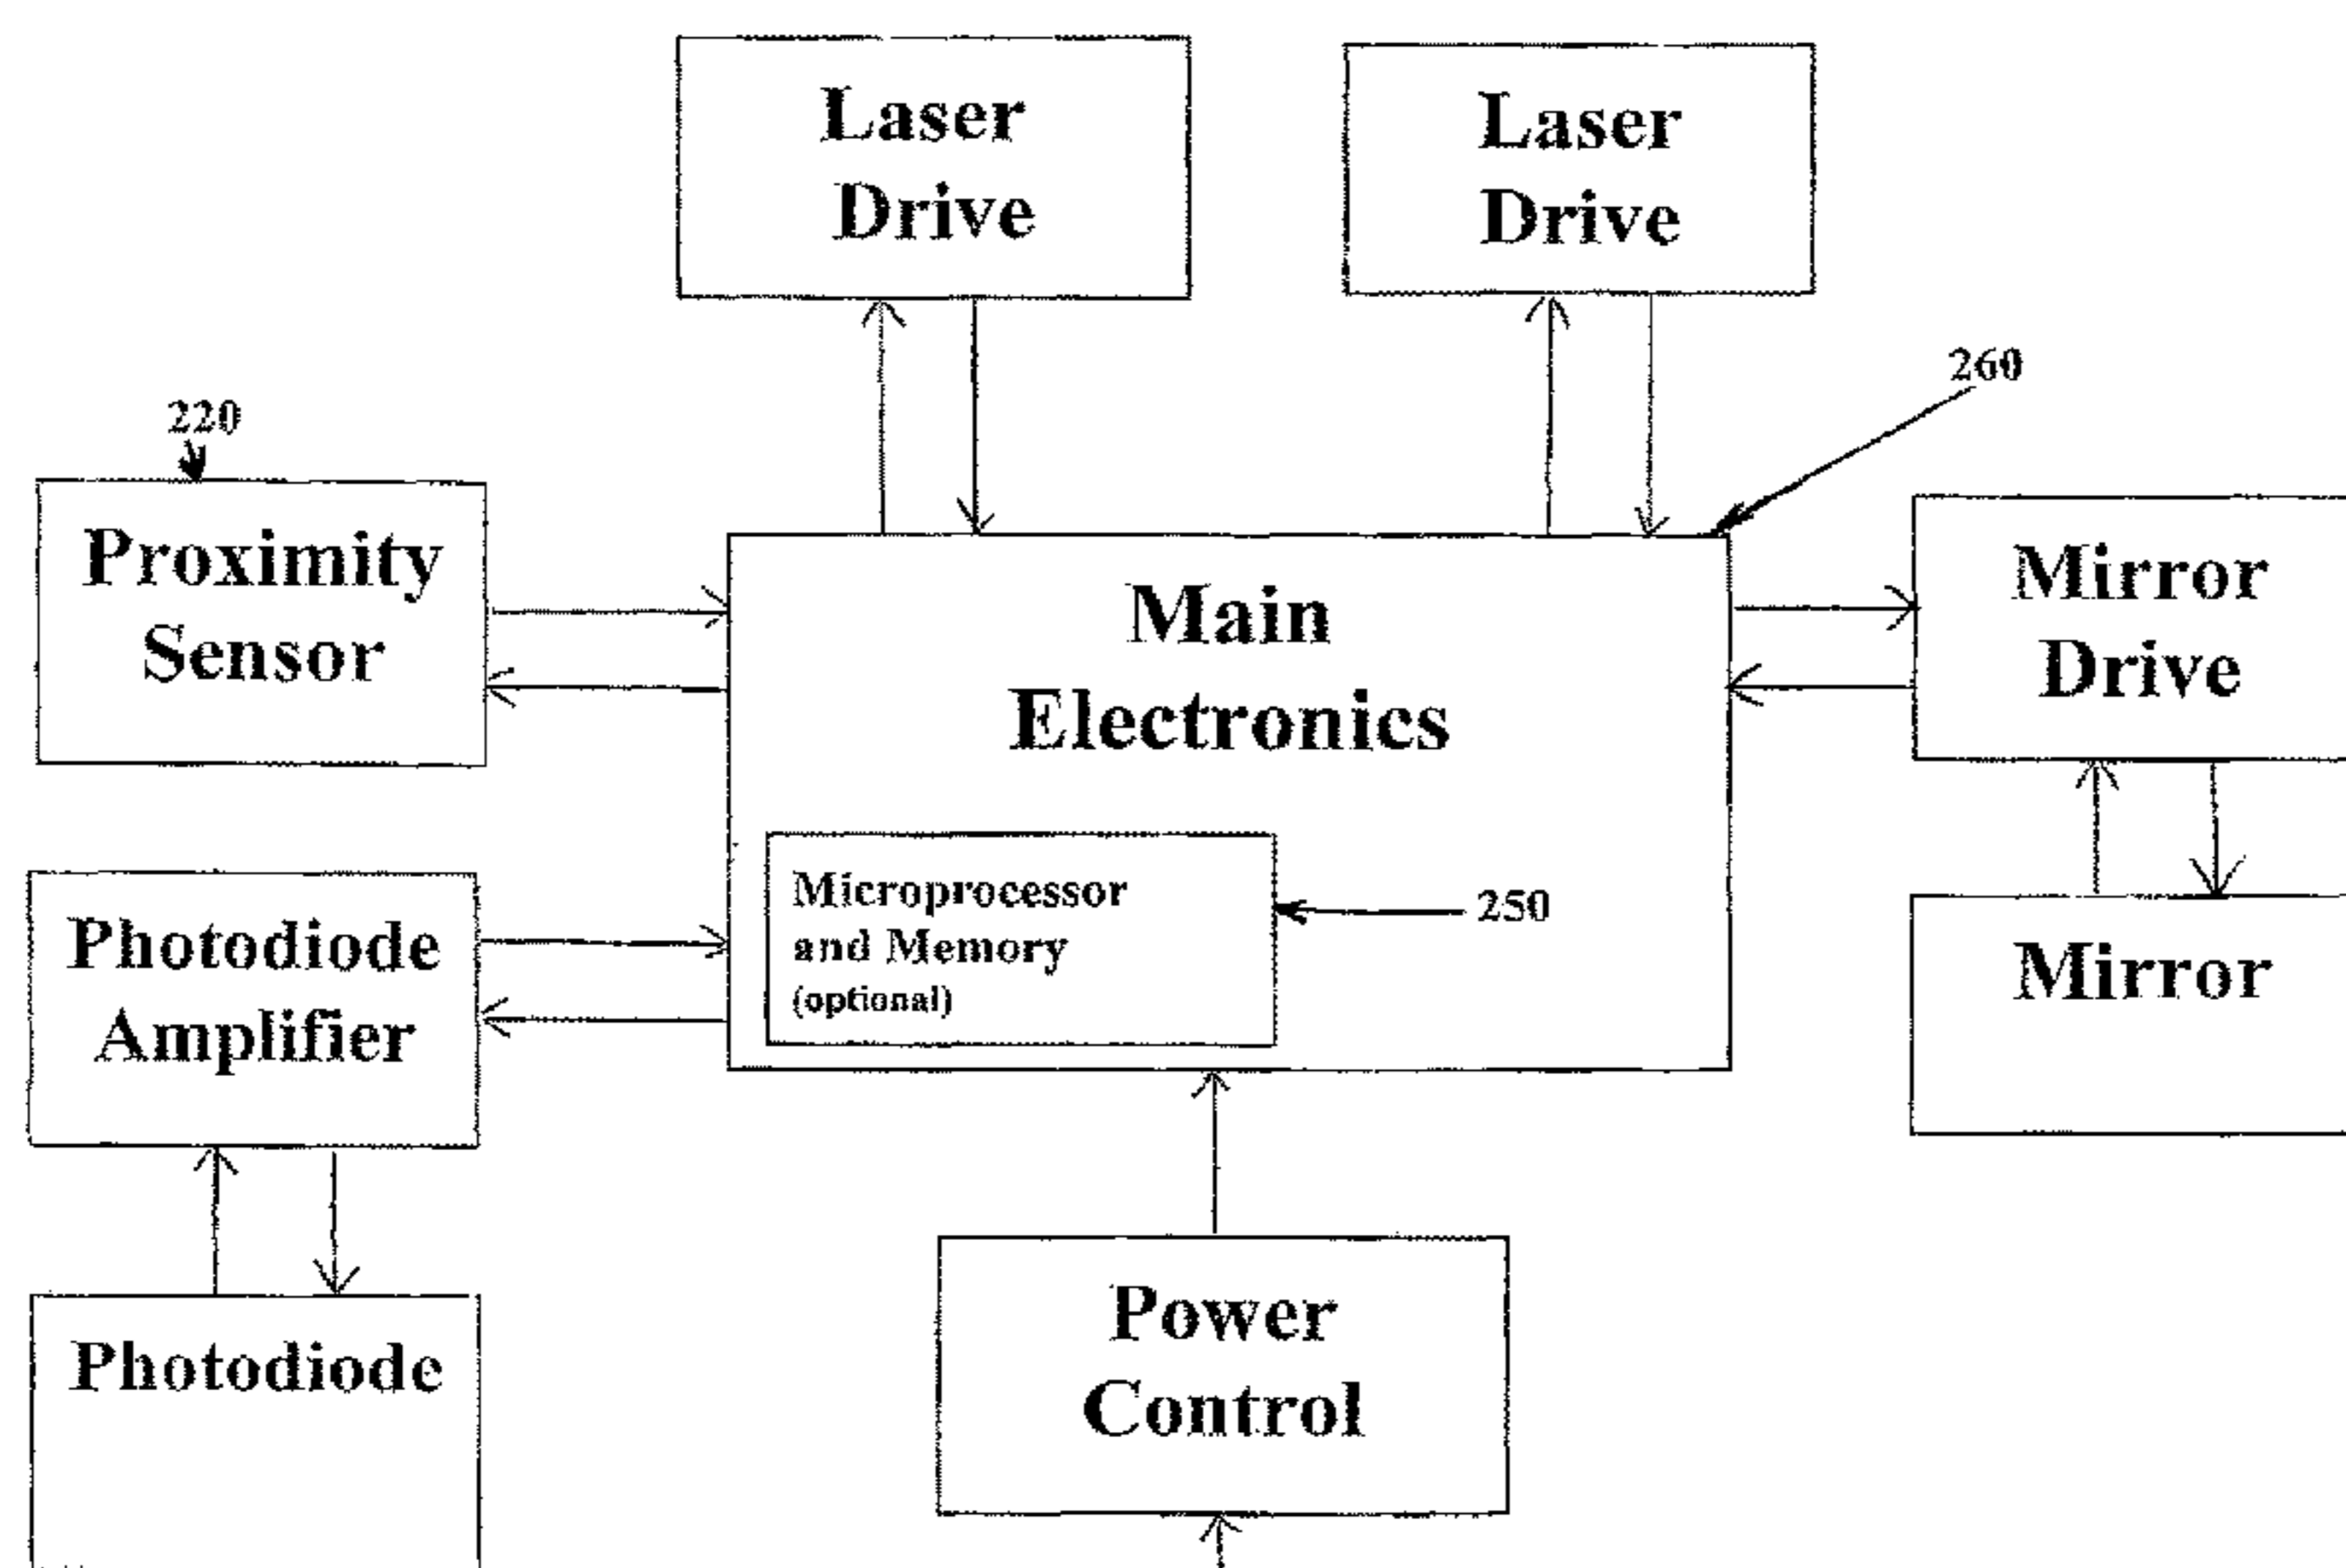 Laser
Drive
Laser
Drive
260
220
Proximity
Sensor
Main
Electronics
Mirror
Drive
Microprocessor
and Memory
(optional)
250
Photodiode
Amplifier
Mirror
Photodiode
Power
Control